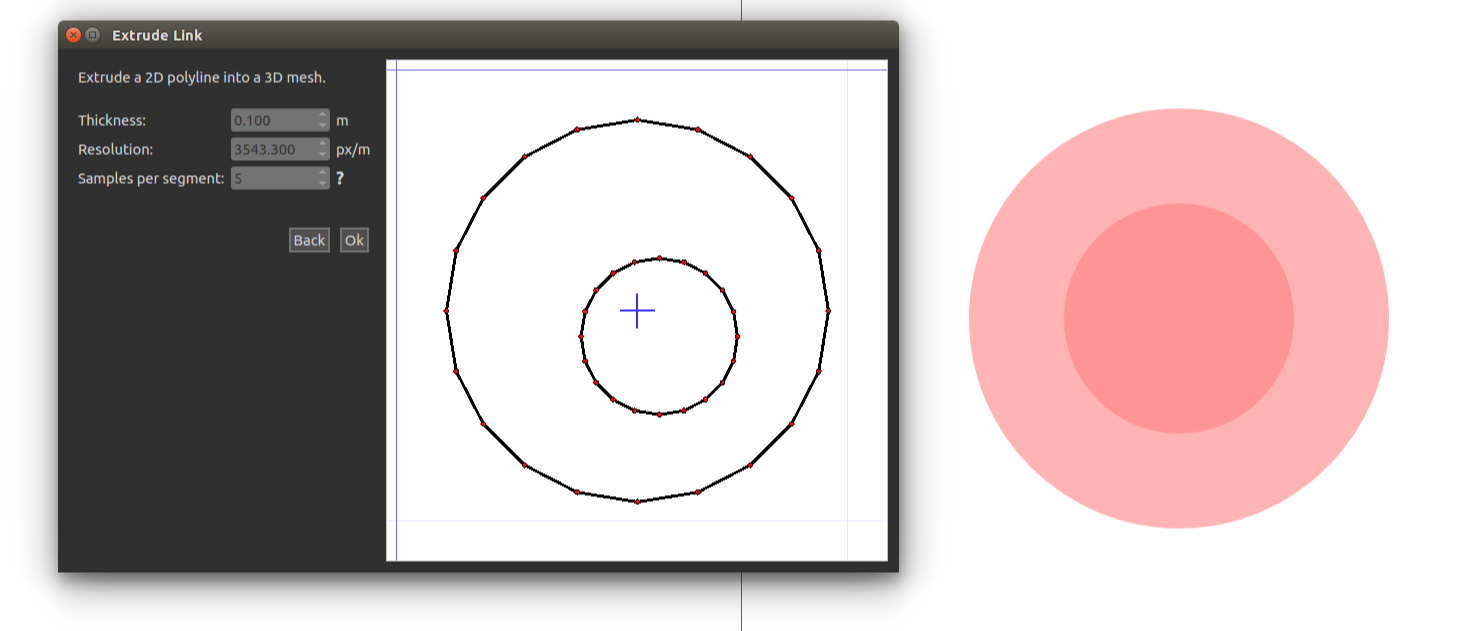 Extrude Link
Extrude a 2D polyline into a 3D mesh.
Thickness: 0.100 m
Resolution: 3543.300 px/m
Samples per segment: 5 ?
Back Ok